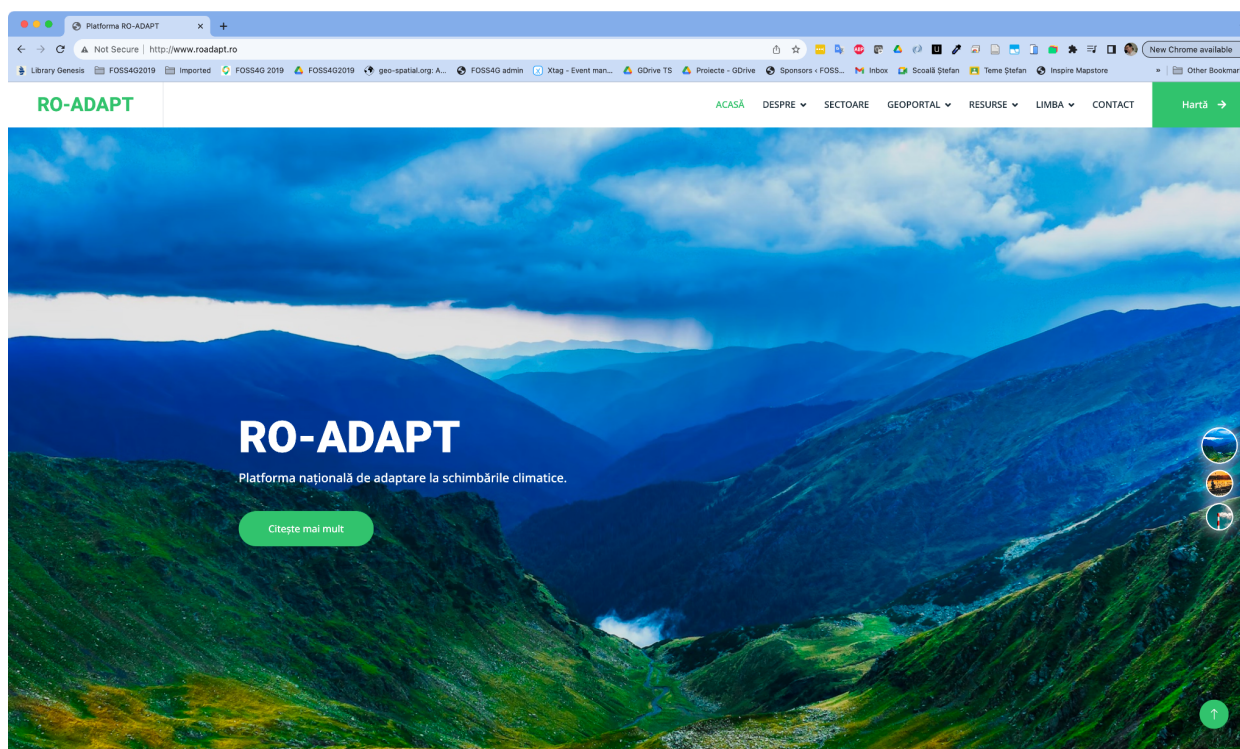 Platforma RO-ADAPT
Not Secure | http://www.roadapt.ro
New Chrome available
Library Genesis FOSS4G2019 Imported FOSS4G 2019 FOSS4G2019 geo-spatial.org: A... FOSS4G admin Xtag - Event man... GDrive TS Proiecte - GDrive Sponsors ‹ FOSS... Inbox Scoală Ștefan Teme Ștefan Inspire Mapstore » Other Bookmar
RO-ADAPT
ACASĂ DESPRE SECTOARE GEOPORTAL RESURSE LIMBA CONTACT Hartă →
RO-ADAPT
Platforma națională de adaptare la schimbările climatice.
Citește mai mult